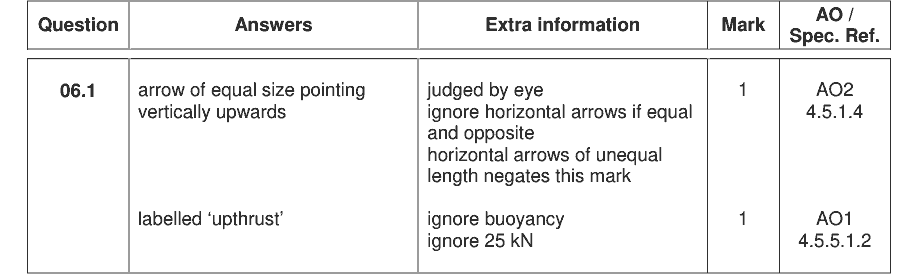 Question Answers Extra information Mark AO /
Spec. Ref.
06.1 arrow of equal size pointing judged by eye 1 AO2
vertically upwards ignore horizontal arrows if equal 4.5.1.4
and opposite
horizontal arrows of unequal
length negates this mark
labelled ‘upthrust’ ignore buoyancy 1 AO1
ignore 25 kN 4.5.5.1.2